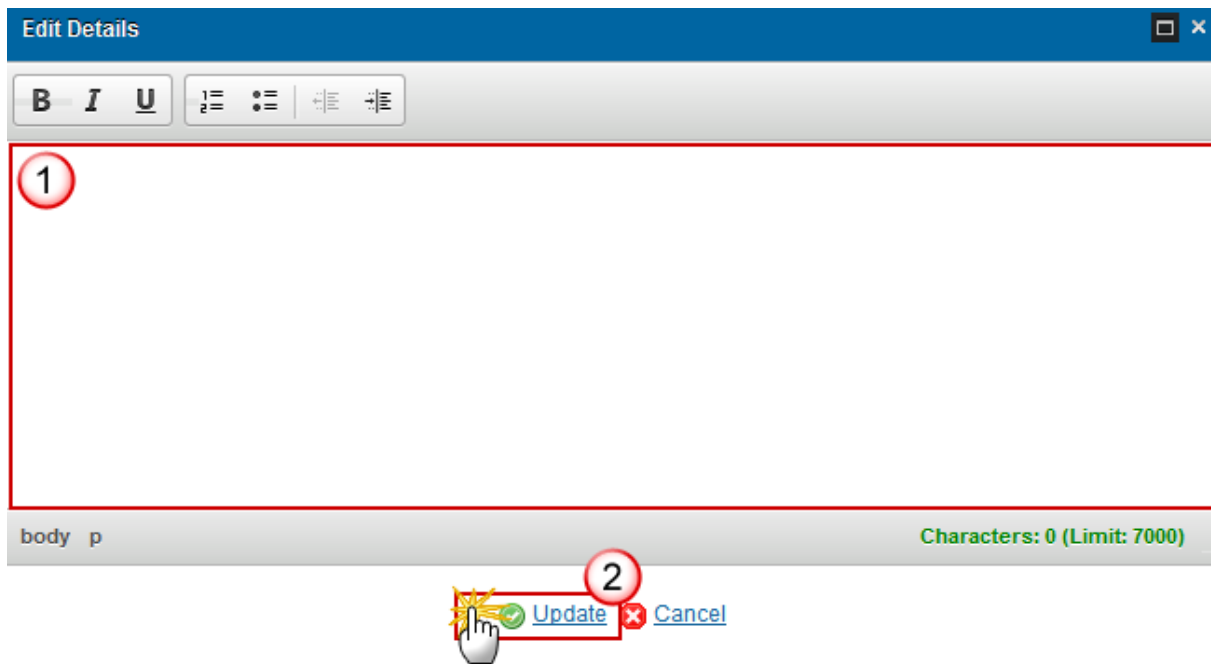 Edit Details
B I U
1
body p Characters: 0 (Limit: 7000)
2
Update Cancel